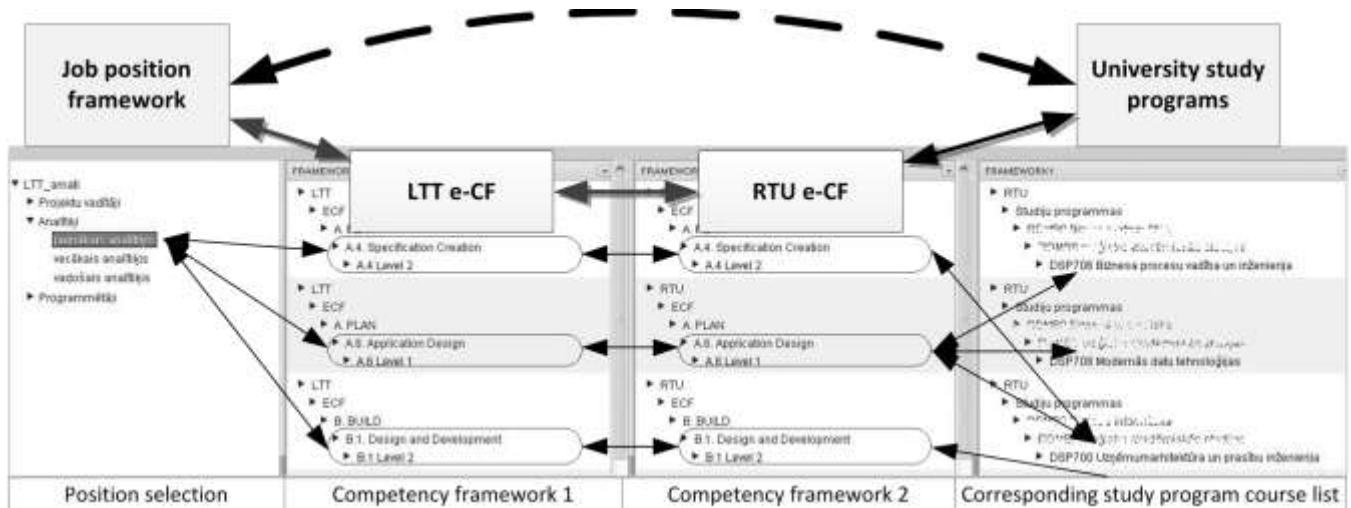 Job position
framework
University study
programs
LTT e-CF
RTU e-CF
▼ LTT_amati
▶ Projektu vadītāji
▼ Analītiķi
analītiķis
vecākais analītiķis
vadošais analītiķis
▶ Programmētāji
▶ LTT
▶ ECF
▶ A.4. Specification Creation
▶ A.4 Level 2
▶ LTT
▶ ECF
▶ A. PLAN
▶ A.6. Application Design
▶ A.6 Level 1
▶ LTT
▶ ECF
▶ B. BUILD
▶ B.1. Design and Development
▶ B.1 Level 2
▶ RTU
▶ ECF
▶ A.4. Specification Creation
▶ A.4 Level 2
▶ RTU
▶ ECF
▶ A. PLAN
▶ A.6. Application Design
▶ A.6 Level 1
▶ RTU
▶ ECF
▶ B. BUILD
▶ B.1. Design and Development
▶ B.1 Level 2
FRAMEWORKY
▶ RTU
▶ Studiju programmas
▶ DSP706 Biznesa procesu vadība un inženierija
▶ RTU
▶ Studiju programmas
▶ DSP708 Modernās datu tehnoloģijas
▶ RTU
▶ Studiju programmas
▶ DSP700 Uzņēmumarhitektūra un prasību inženierija
Position selection
Competency framework 1
Competency framework 2
Corresponding study program course list